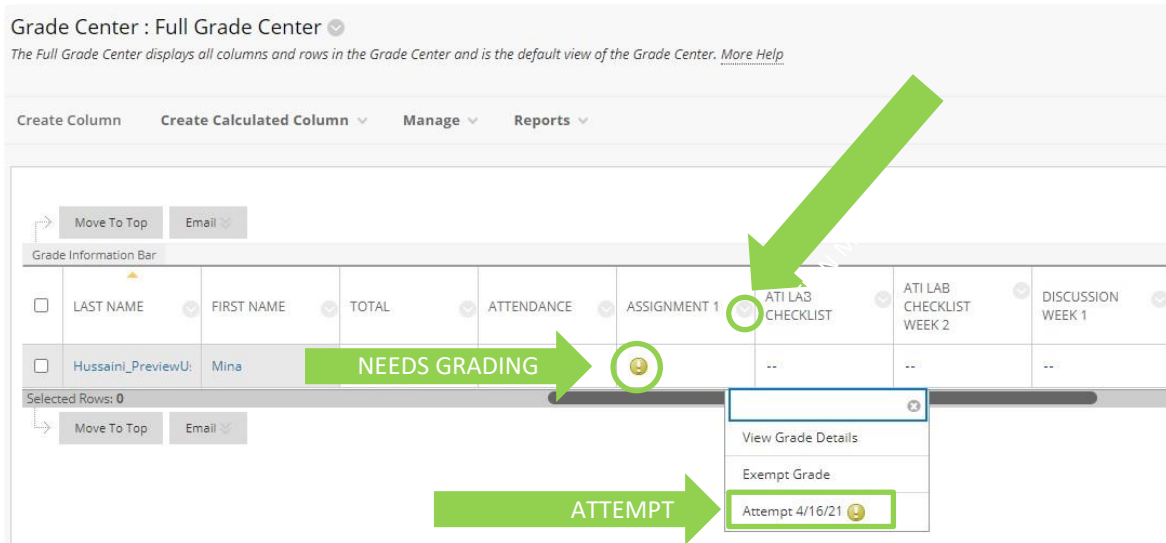 Grade Center : Full Grade Center
The Full Grade Center displays all columns and rows in the Grade Center and is the default view of the Grade Center. More Help
Create Column Create Calculated Column Manage Reports
Move To Top Email
Grade Information Bar
LAST NAME FIRST NAME TOTAL ATTENDANCE ASSIGNMENT 1 ATI LA3 CHECKLIST ATI LAB CHECKLIST WEEK 2 DISCUSSION WEEK 1
Hussaini_PreviewU: Mina NEEDS GRADING -- -- --
Selected Rows: 0
Move To Top Email
View Grade Details
Exempt Grade
ATTEMPT Attempt 4/16/21